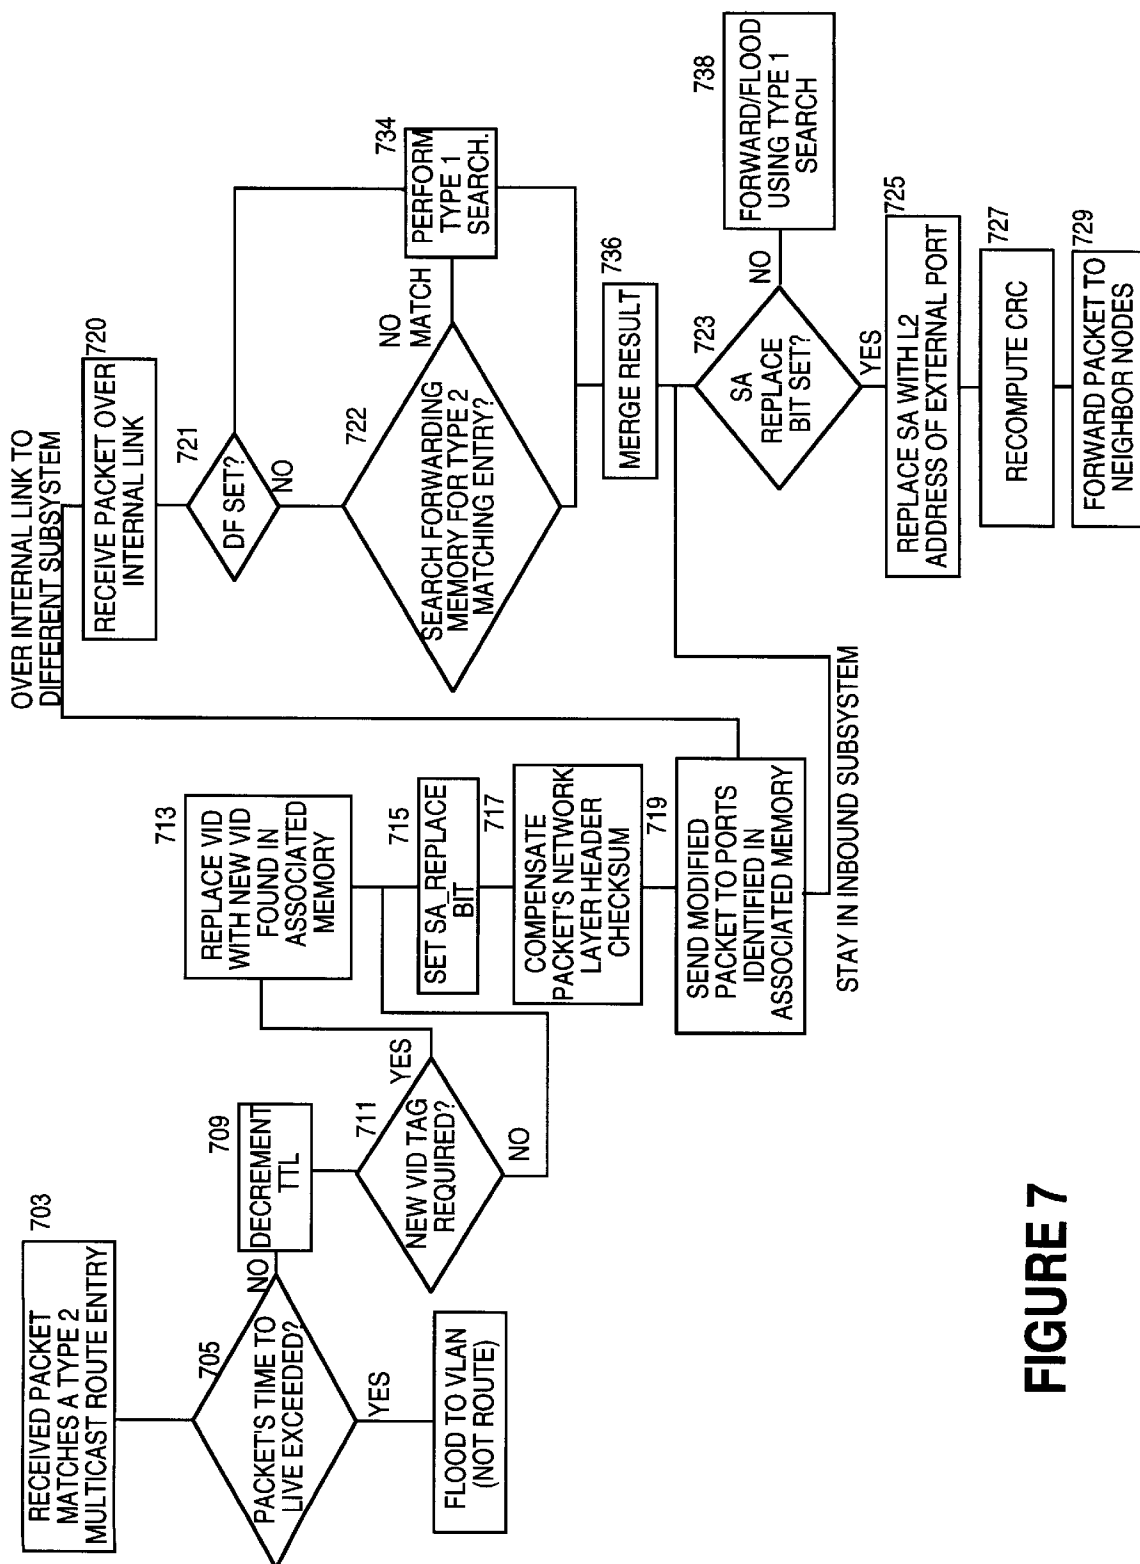 703
RECEIVED PACKET
MATCHES A TYPE 2
MULTICAST ROUTE ENTRY
705
PACKET'S TIME TO
LIVE EXCEEDED?
YES
FLOOD TO VLAN
(NOT ROUTE)
NO
709
DECREMENT
TTL
711
NEW VID TAG
REQUIRED?
YES
NO
713
REPLACE VID
WITH NEW VID
FOUND IN
ASSOCIATED
MEMORY
715
SET SA_REPLACE
BIT
717
COMPENSATE
PACKET'S NETWORK
LAYER HEADER
CHECKSUM
719
SEND MODIFIED
PACKET TO PORTS
IDENTIFIED IN
ASSOCIATED MEMORY
STAY IN INBOUND SUBSYSTEM
OVER INTERNAL LINK TO
DIFFERENT SUBSYSTEM
720
RECEIVE PACKET OVER
INTERNAL LINK
721
DF SET?
NO
722
SEARCH FORWARDING
MEMORY FOR TYPE 2
MATCHING ENTRY?
NO
MATCH
734
PERFORM
TYPE 1
SEARCH.
736
MERGE RESULT
723
SA
REPLACE
BIT SET?
NO
738
FORWARD/FLOOD
USING TYPE 1
SEARCH
YES
725
REPLACE SA WITH L2
ADDRESS OF EXTERNAL PORT
727
RECOMPUTE CRC
729
FORWARD PACKET TO
NEIGHBOR NODES
FIGURE 7